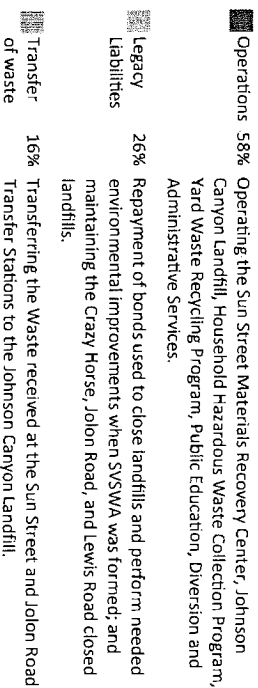 Operations 58% Operating the Sun Street Materials Recovery Center, Johnson
Canyon Landfill, Household Hazardous Waste Collection Program,
Yard Waste Recycling Program, Public Education, Diversion and
Administrative Services.
Legacy 26% Repayment of bonds used to close landfills and perform needed
Liabilities environmental improvements when SVSWA was formed; and
maintaining the Crazy Horse, Jolon Road, and Lewis Road closed
landfills.
Transfer 16% Transferring the Waste received at the Sun Street and Jolon Road
of waste Transfer Stations to the Johnson Canyon Landfill.